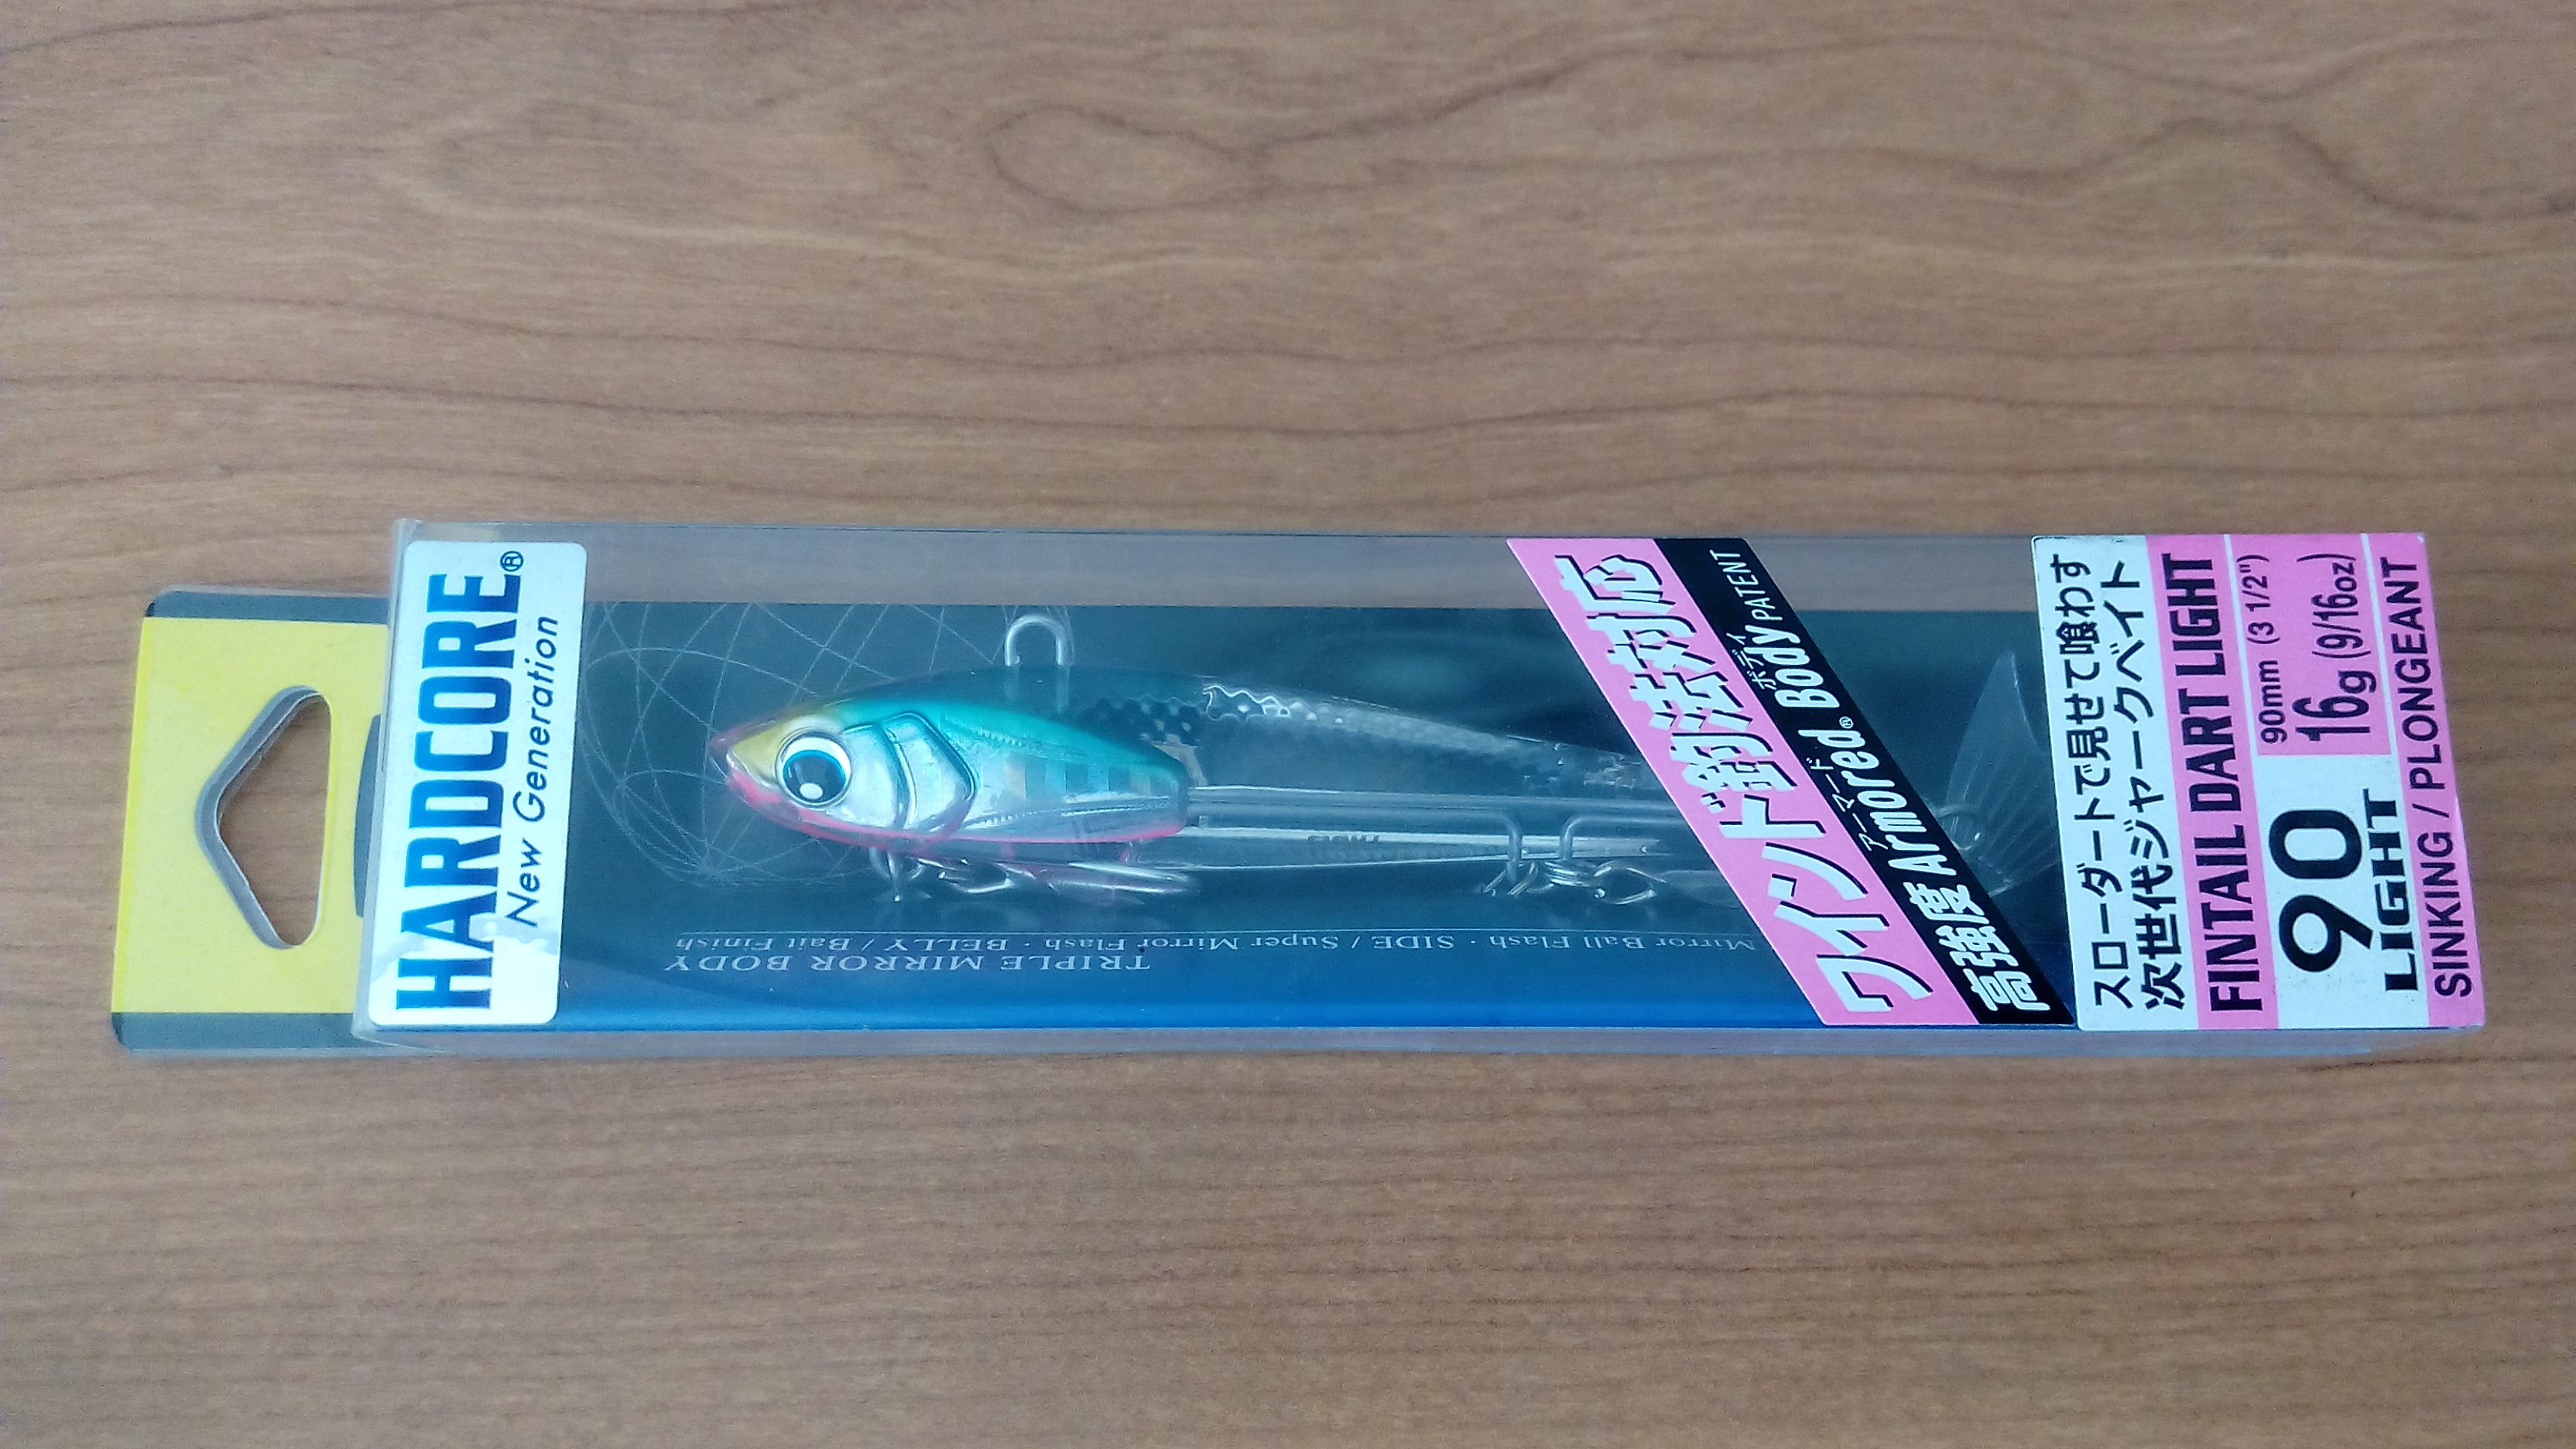 HARDCORE®
New Generation
ワインド釣法対応
高強度 Armored® Body PATENT
アーマード ボディ
スローダートで見せて喰わす
次世代ジャークベイト
FINTAIL DART LIGHT
90 LIGHT
90mm (3 1/2")
16g (9/16oz)
SINKING / PLONGEANT
TRIPLE MIRROR BODY
Mirror Ball Flash · SIDE / Super Mirror Flash · BELLY / Bait Finish